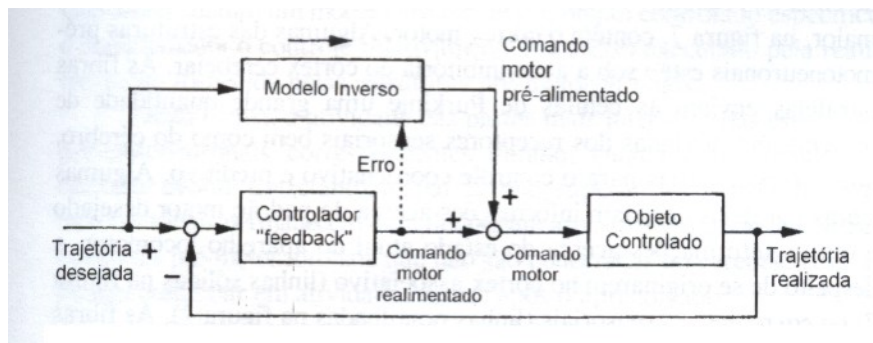 Comando
motor
pré-alimentado
Modelo Inverso
Erro
Controlador
"feedback"
Objeto
Controlado
Trajetória
desejada
+
−
+
+
Comando
motor
realimentado
Comando
motor
Trajetória
realizada